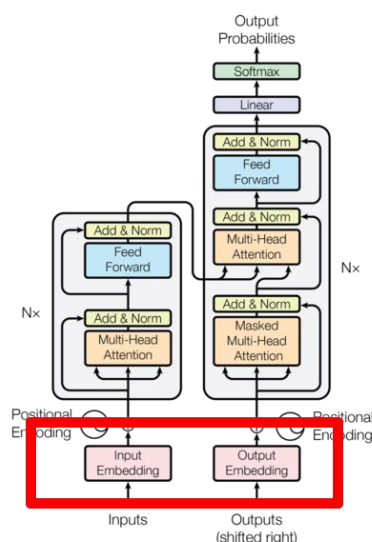 Output
Probabilities
Softmax
Linear
Add & Norm
Feed
Forward
Add & Norm
Multi-Head
Attention
Nx
Add & Norm
Masked
Multi-Head
Attention
Add & Norm
Feed
Forward
Nx
Add & Norm
Multi-Head
Attention
Positional
Encoding
Positional
Encoding
Input
Embedding
Output
Embedding
Inputs
Outputs
(shifted right)